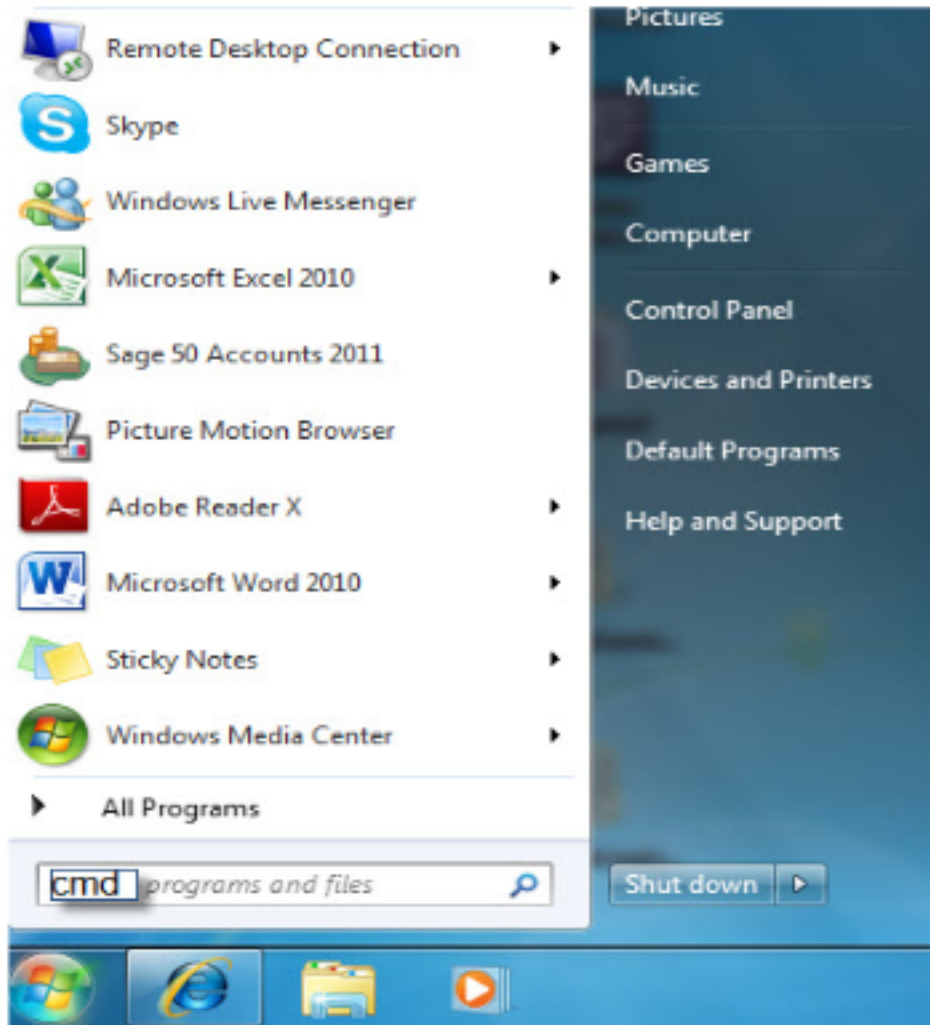 Remote Desktop Connection
Skype
Windows Live Messenger
Microsoft Excel 2010
Sage 50 Accounts 2011
Picture Motion Browser
Adobe Reader X
Microsoft Word 2010
Sticky Notes
Windows Media Center
All Programs
cmd programs and files
Pictures
Music
Games
Computer
Control Panel
Devices and Printers
Default Programs
Help and Support
Shut down